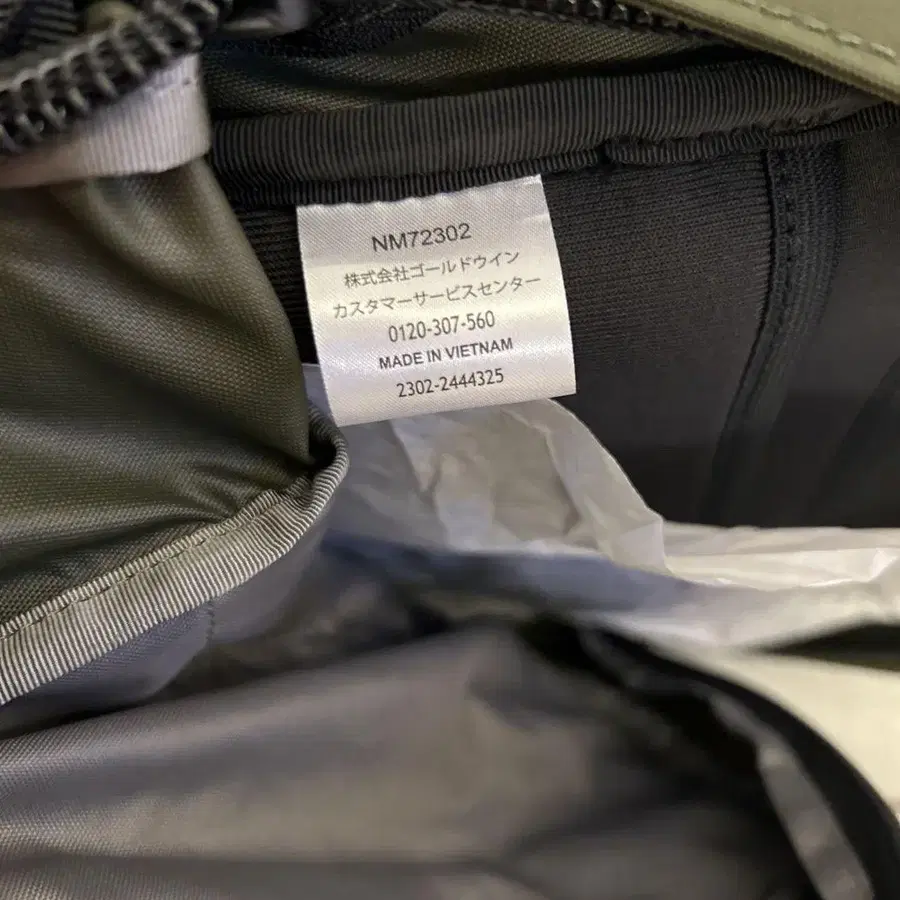 NM72302
株式会社ゴールドウイン
カスタマーサービスセンター
0120-307-560
MADE IN VIETNAM
2302-2444325